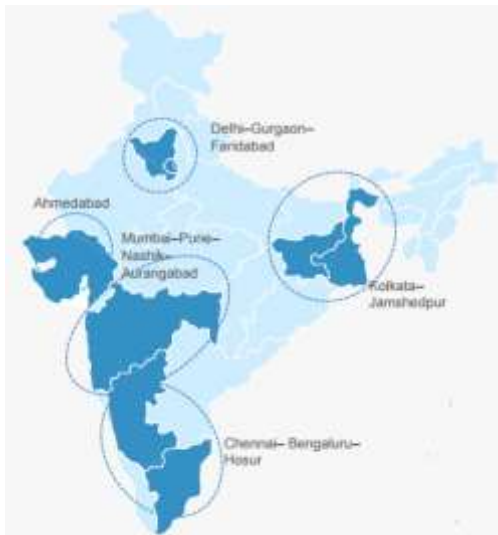 Delhi–Gurgaon–
Faridabad
Ahmedabad
Mumbai–Pune–
Nashik–
Aurangabad
Kolkata–
Jamshedpur
Chennai– Bengaluru–
Hosur